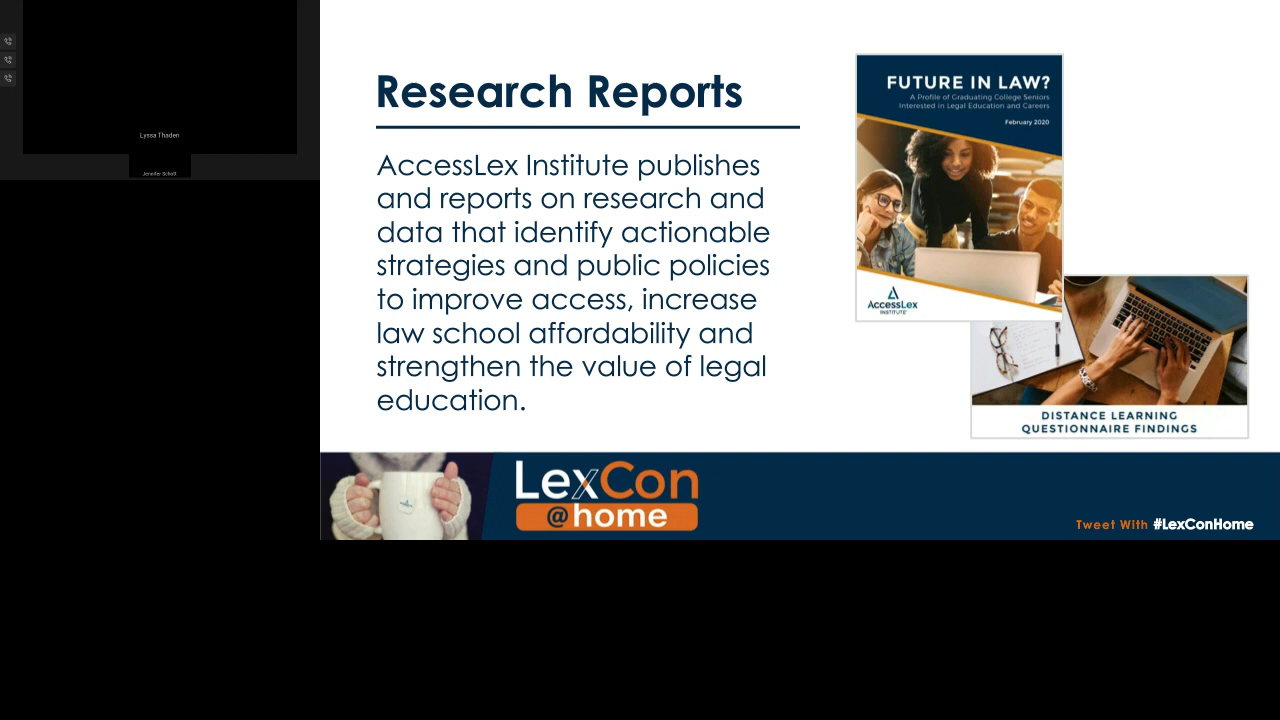 Lyssa Thaden
Jennifer Schott
Research Reports
AccessLex Institute publishes
and reports on research and
data that identify actionable
strategies and public policies
to improve access, increase
law school affordability and
strengthen the value of legal
education.
FUTURE IN LAW?
A Profile of Graduating College Seniors
Interested in Legal Education and Careers
February 2020
AccessLex
INSTITUTE
DISTANCE LEARNING
QUESTIONNAIRE FINDINGS
LexCon
@home
Tweet With #LexConHome